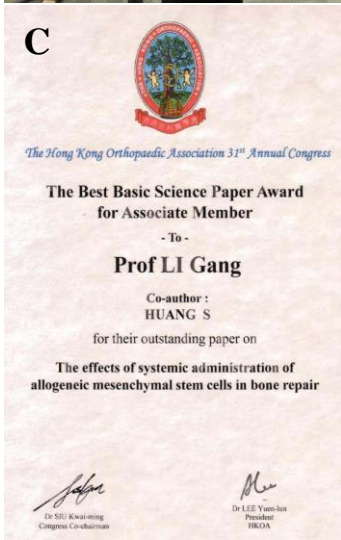 C
The Hong Kong Orthopaedic Association 31st Annual Congress
The Best Basic Science Paper Award
for Associate Member
- To -
Prof LI Gang
Co-author :
HUANG S
for their outstanding paper on
The effects of systemic administration of
allogeneic mesenchymal stem cells in bone repair
Dr SIU Kwai-ming
Congress Co-chairman
Dr LEE Yuen-lun
President
HKOA